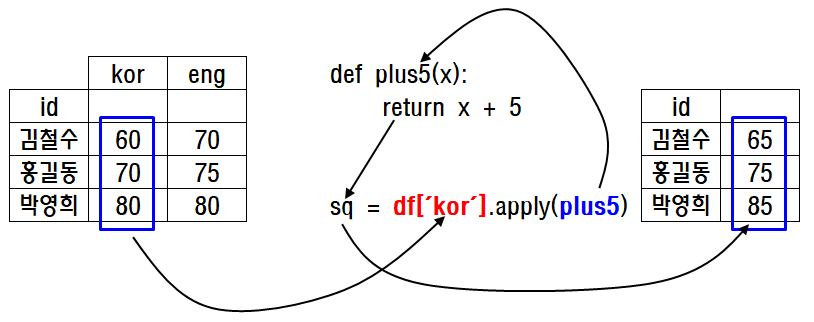 kor eng
id
김철수 60 70
홍길동 70 75
박영희 80 80
def plus5(x):
return x + 5
sq = df['kor'].apply(plus5)
id
김철수 65
홍길동 75
박영희 85